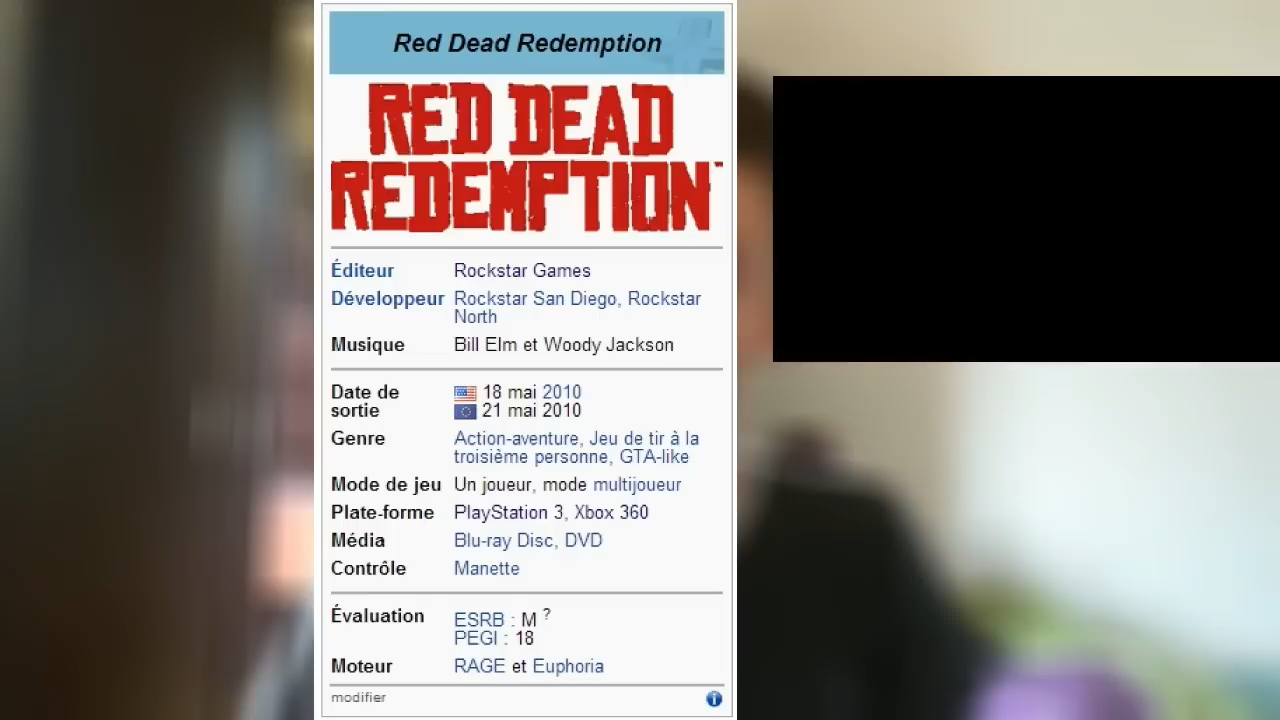 Red Dead Redemption
RED DEAD
REDEMPTION™
Éditeur Rockstar Games
Développeur Rockstar San Diego, Rockstar
North
Musique Bill Elm et Woody Jackson
Date de 18 mai 2010
sortie 21 mai 2010
Genre Action-aventure, Jeu de tir à la
troisième personne, GTA-like
Mode de jeu Un joueur, mode multijoueur
Plate-forme PlayStation 3, Xbox 360
Média Blu-ray Disc, DVD
Contrôle Manette
Évaluation ESRB : M ?
PEGI : 18
Moteur RAGE et Euphoria
modifier